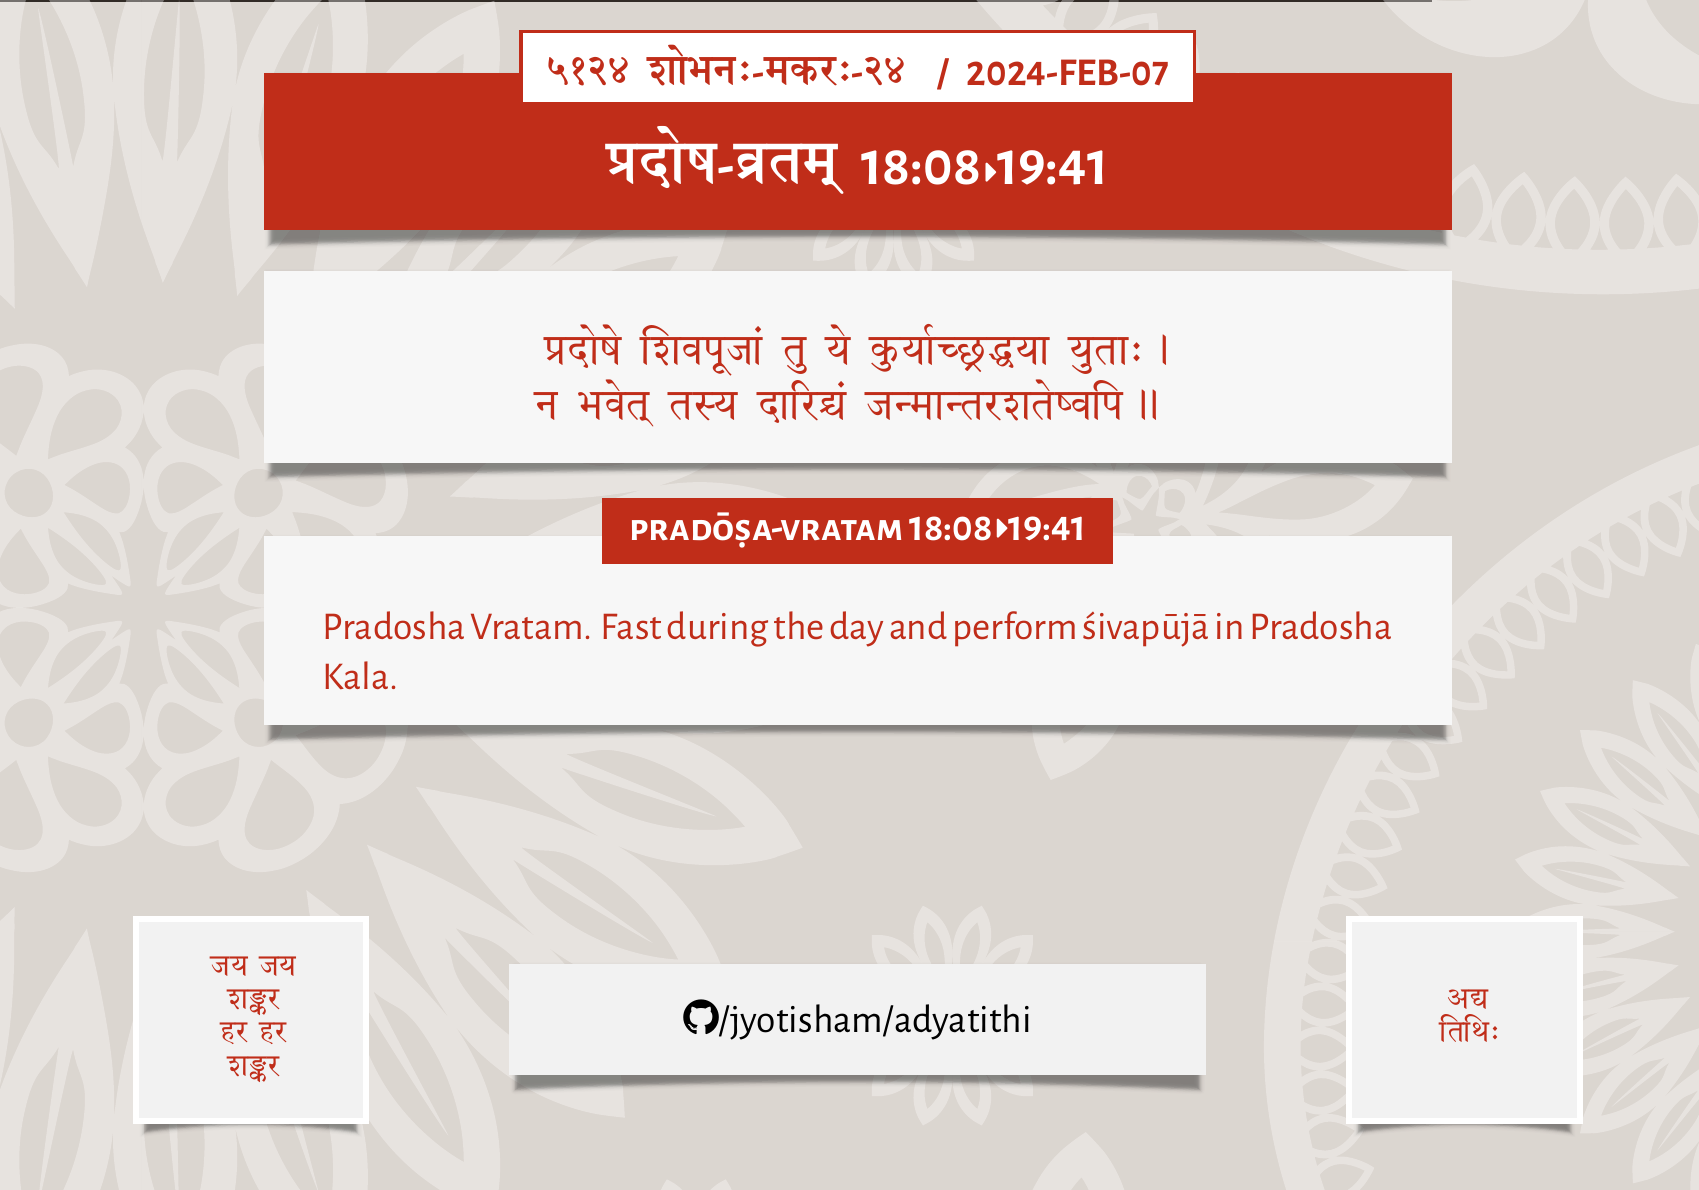 ५१२४ शोभनः-मकरः-२४ / 2024-FEB-07
प्रदोष-व्रतम् 18:08▸19:41
प्रदोषे शिवपूजां तु ये कुर्याच्छ्रद्धया युताः ।
न भवेत् तस्य दारिद्र्यं जन्मान्तरशतेष्वपि ॥
PRADŌṢA-VRATAM 18:08▸19:41
Pradosha Vratam. Fast during the day and perform śivapūjā in Pradosha
Kala.
जय जय
शङ्कर
हर हर
शङ्कर
/jyotisham/adyatithi
अद्य
तिथिः